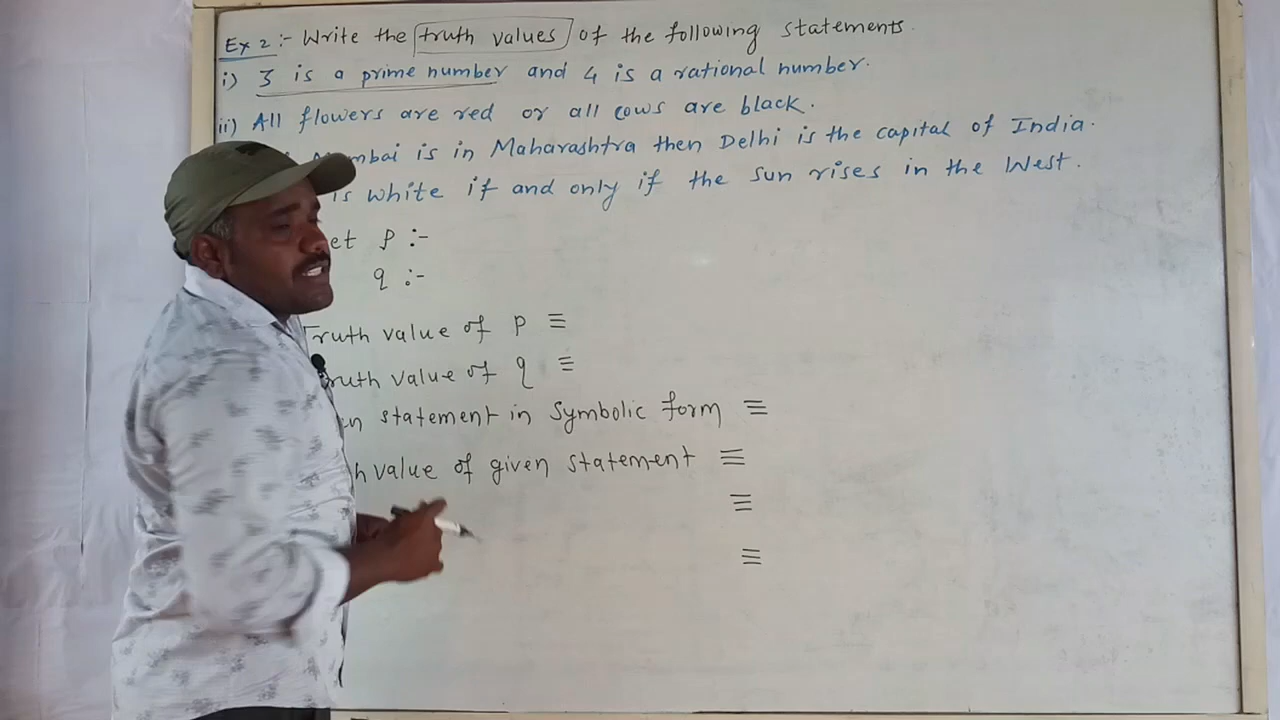 Ex 2 :- Write the truth values of the following statements.
i) 3 is a prime number and 4 is a rational number.
ii) All flowers are red or all cows are black.
mbai is in Maharashtra then Delhi is the capital of India.
is white if and only if the sun rises in the West.
et p :-
q :-
Truth value of p ≡
ruth value of q ≡
en statement in symbolic form ≡
h value of given statement ≡
≡
≡